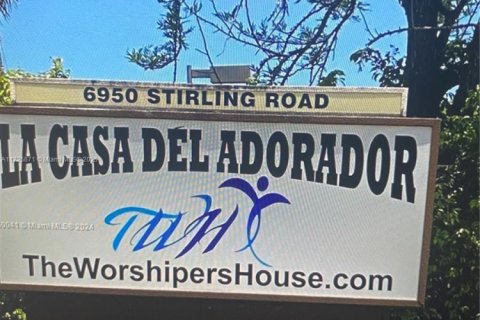 6950 STIRLING ROAD
LA CASA DEL ADORADOR
TWH
TheWorshipersHouse.com